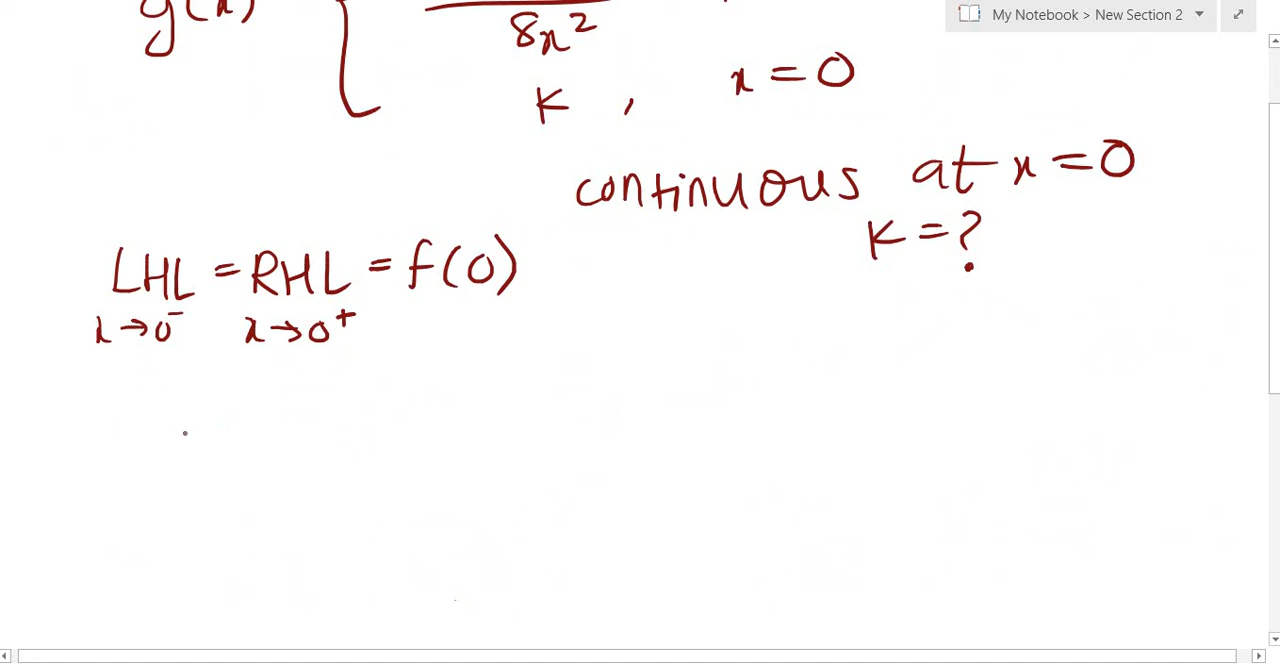 My Notebook > New Section 2
g(x)
8x²
K , x = 0
continuous at x = 0
K = ?
LHL = RHL = f(0)
x→0⁻ x→0⁺